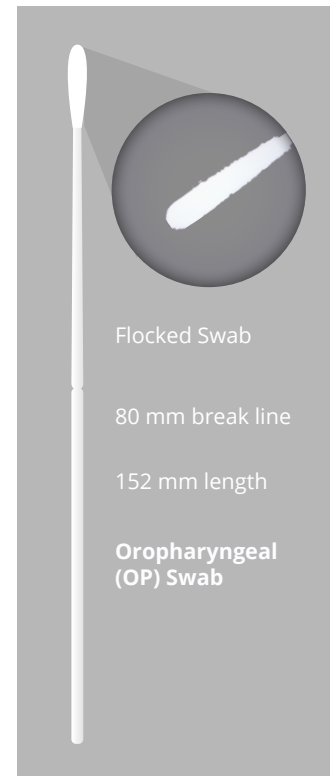 Flocked Swab
80 mm break line
152 mm length
Oropharyngeal
(OP) Swab